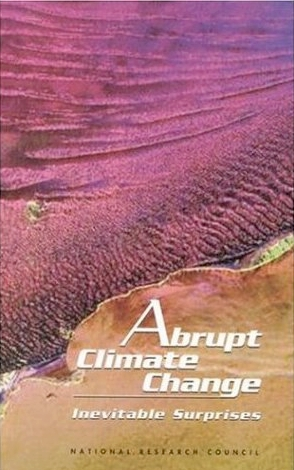 Abrupt
Climate
Change
Inevitable Surprises
NATIONAL RESEARCH COUNCIL